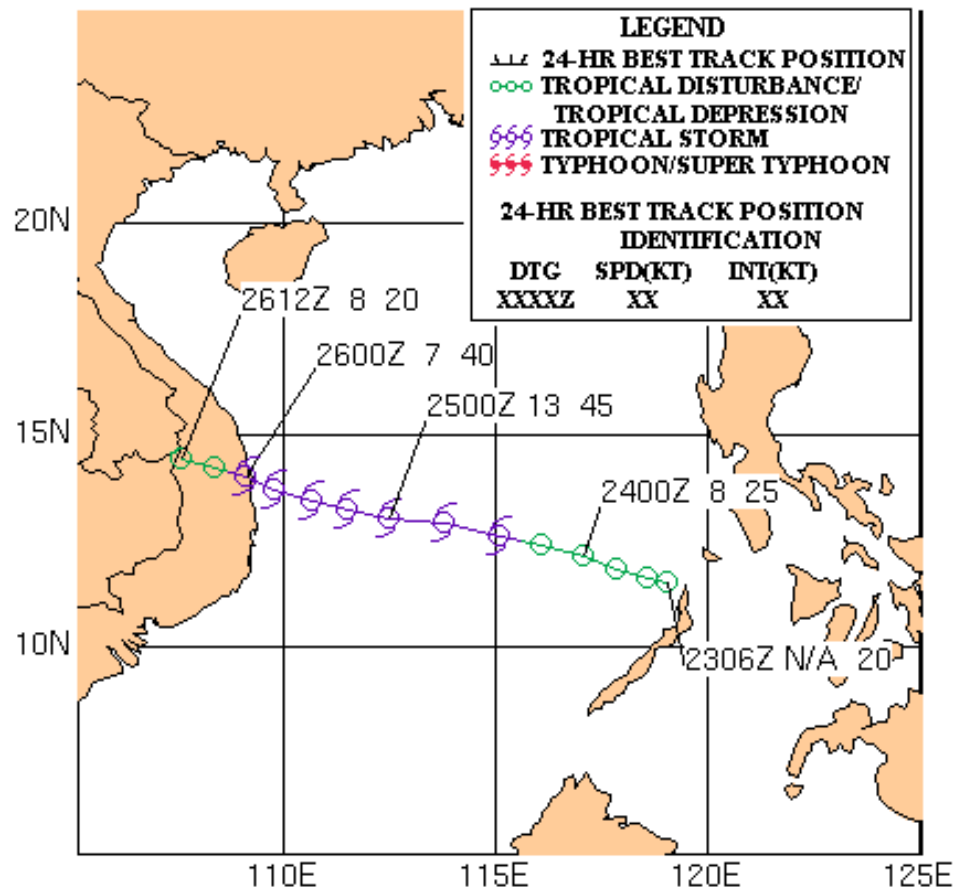 LEGEND
24-HR BEST TRACK POSITION
TROPICAL DISTURBANCE/
TROPICAL DEPRESSION
TROPICAL STORM
TYPHOON/SUPER TYPHOON
24-HR BEST TRACK POSITION
IDENTIFICATION
DTG SPD(KT) INT(KT)
XXXXZ XX XX
20N
2612Z 8 20
2600Z 7 40
2500Z 13 45
15N
2400Z 8 25
10N
2306Z N/A 20
110E 115E 120E 125E